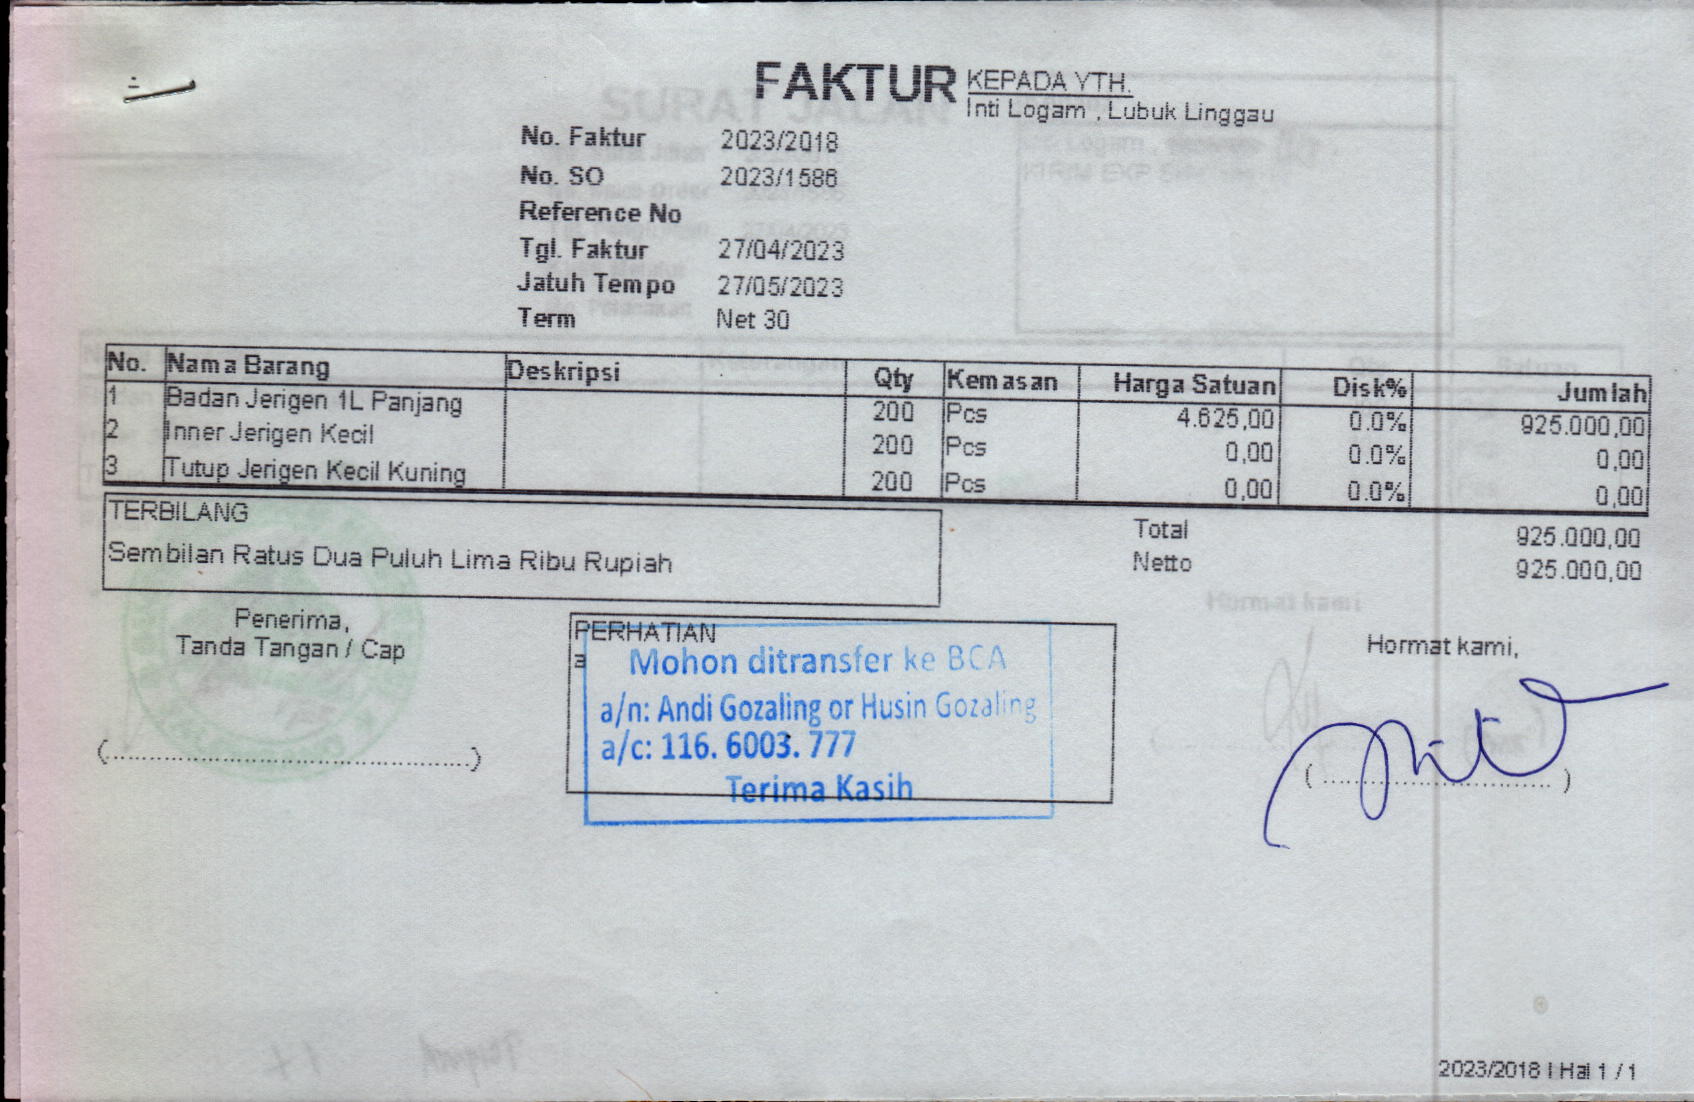 FAKTUR
KEPADA YTH.
Inti Logam , Lubuk Linggau
No. Faktur 2023/2018
No. SO 2023/1586
Reference No
Tgl. Faktur 27/04/2023
Jatuh Tempo 27/05/2023
Term Net 30
No. Nama Barang Deskripsi Qty Kemasan Harga Satuan Disk% Jumlah
1 Badan Jerigen 1L Panjang 200 Pcs 4.625,00 0.0% 925.000,00
2 Inner Jerigen Kecil 200 Pcs 0,00 0.0% 0,00
3 Tutup Jerigen Kecil Kuning 200 Pcs 0,00 0.0% 0,00
TERBILANG
Sembilan Ratus Dua Puluh Lima Ribu Rupiah
Total 925.000,00
Netto 925.000,00
Penerima,
Tanda Tangan / Cap
PERHATIAN
a
Mohon ditransfer ke BCA
a/n: Andi Gozaling or Husin Gozaling
a/c: 116. 6003. 777
Terima Kasih
Hormat kami,
SURAT JALAN
Hormat kami
2023/2018 | Hal 1 / 1